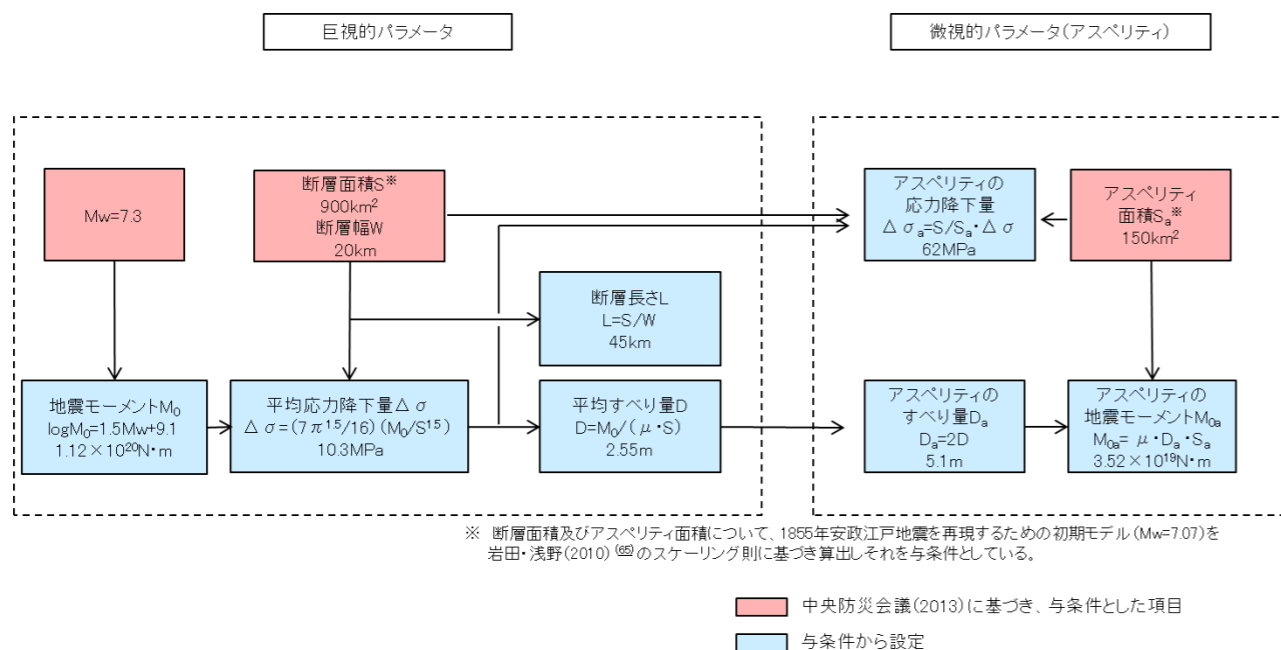 巨視的パラメータ
微視的パラメータ(アスペリティ)
Mw=7.3
断層面積S※
900km²
断層幅W
20km
アスペリティの
応力降下量
Δσₐ=S/Sₐ・Δσ
62MPa
アスペリティ
面積Sₐ※
150km²
断層長さL
L=S/W
45km
地震モーメントM₀
logM₀=1.5Mw+9.1
1.12×10²⁰N・m
平均応力降下量Δσ
Δσ=(7π¹·⁵/16)(M₀/S¹·⁵)
10.3MPa
平均すべり量D
D=M₀/(μ・S)
2.55m
アスペリティの
すべり量Dₐ
Dₐ=2D
5.1m
アスペリティの
地震モーメントM₀ₐ
M₀ₐ=μ・Dₐ・Sₐ
3.52×10¹⁹N・m
※ 断層面積及びアスペリティ面積について、1855年安政江戸地震を再現するための初期モデル(Mw=7.07)を
岩田・浅野(2010)(65)のスケーリング則に基づき算出しそれを与条件としている。
中央防災会議(2013)に基づき、与条件とした項目
与条件から設定